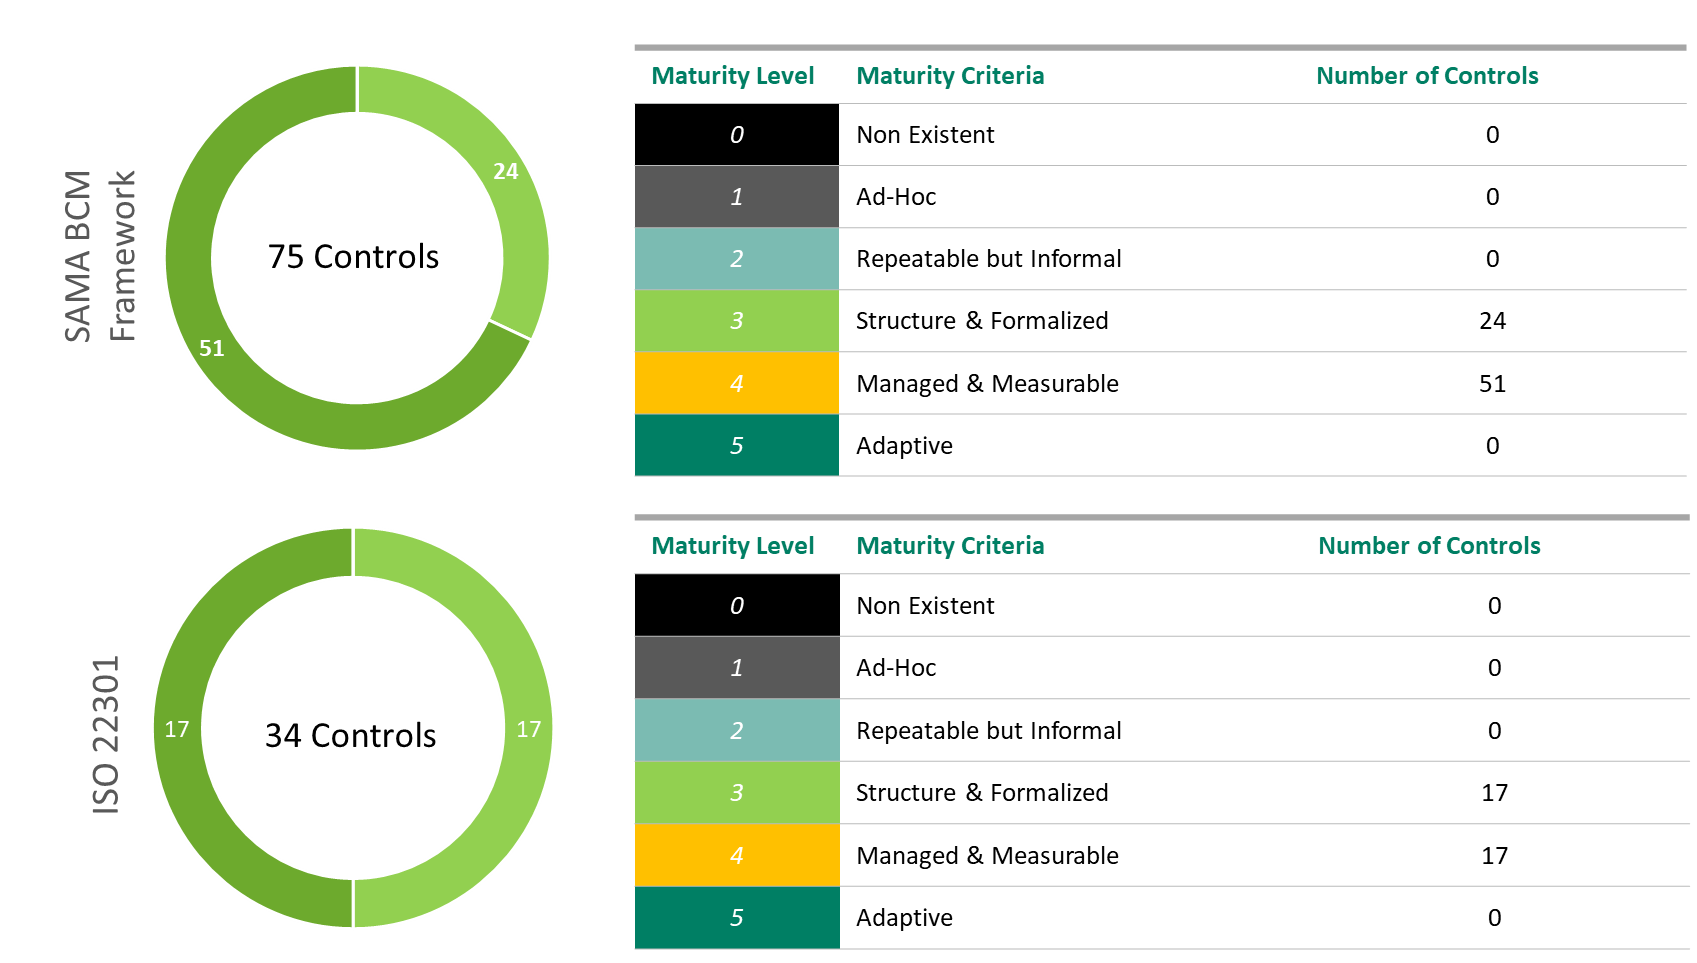 SAMA BCM
Framework
24
75 Controls
51
Maturity Level Maturity Criteria Number of Controls
0 Non Existent 0
1 Ad-Hoc 0
2 Repeatable but Informal 0
3 Structure & Formalized 24
4 Managed & Measurable 51
5 Adaptive 0
ISO 22301
17
34 Controls
17
Maturity Level Maturity Criteria Number of Controls
0 Non Existent 0
1 Ad-Hoc 0
2 Repeatable but Informal 0
3 Structure & Formalized 17
4 Managed & Measurable 17
5 Adaptive 0